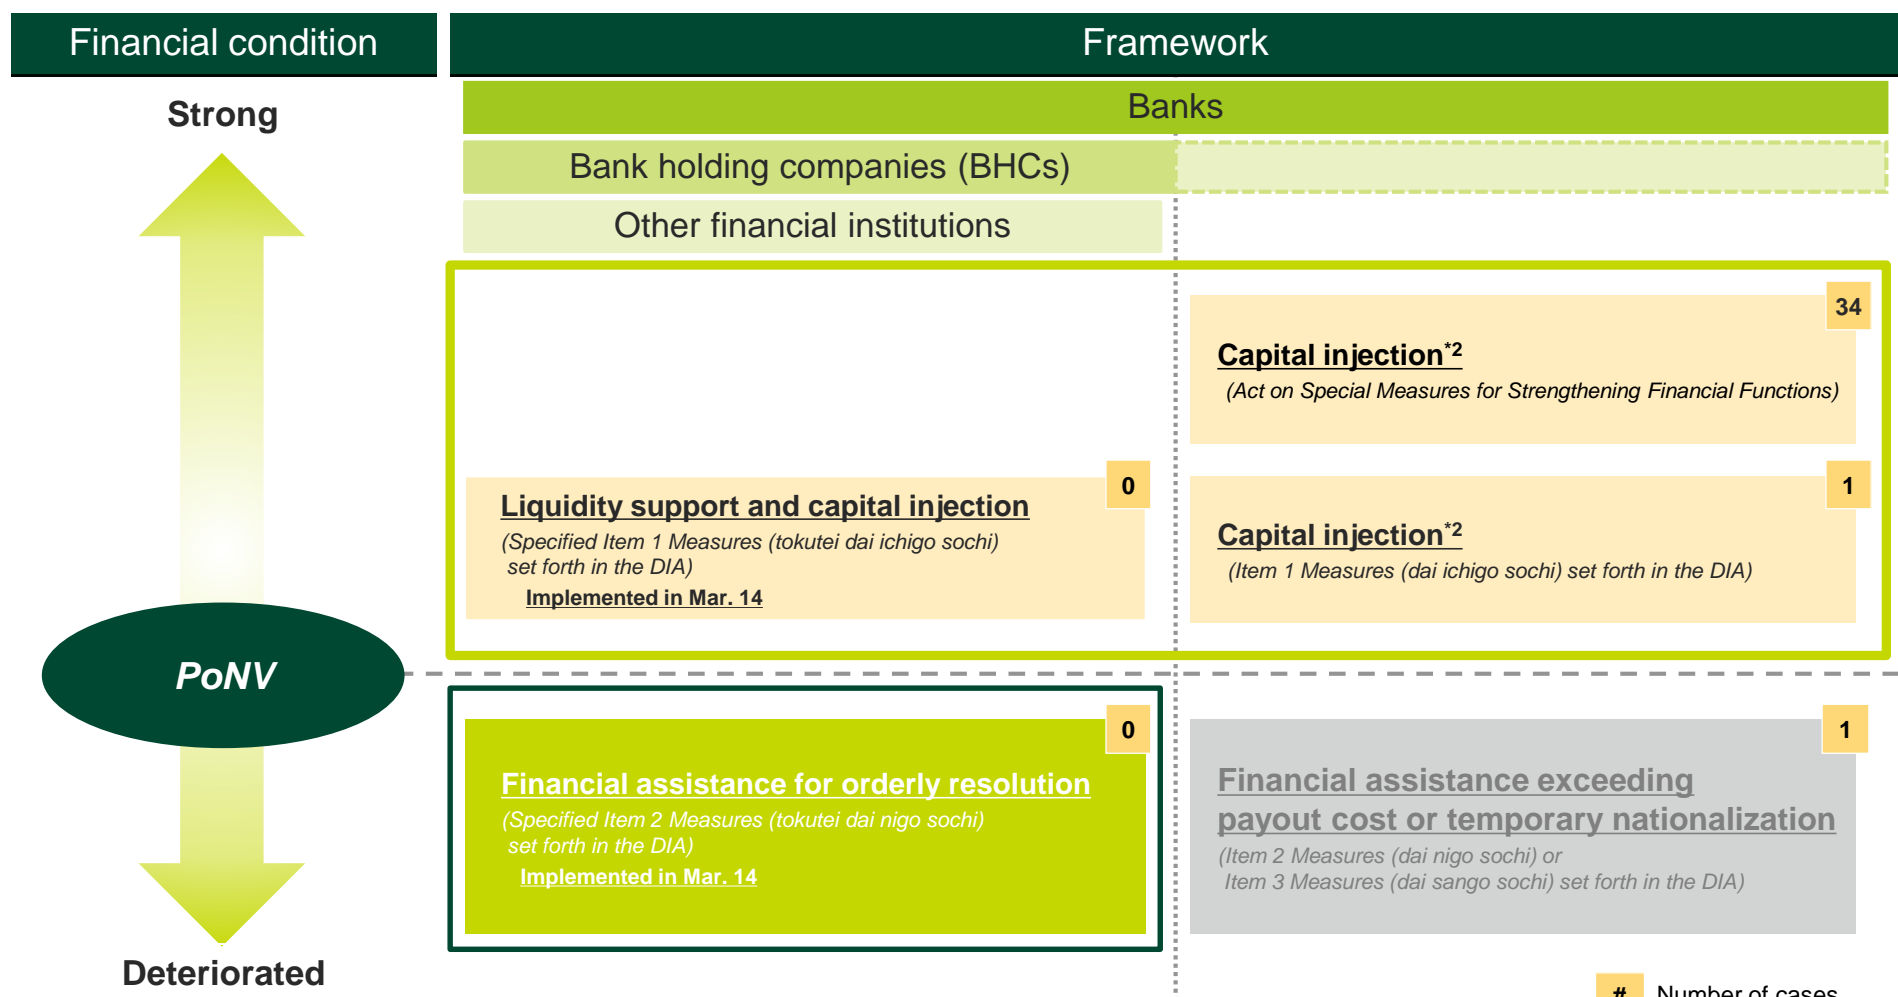 Financial condition
Framework
Strong
Banks
Bank holding companies (BHCs)
Other financial institutions
34
Capital injection*2
(Act on Special Measures for Strengthening Financial Functions)
0
Liquidity support and capital injection
(Specified Item 1 Measures (tokutei dai ichigo sochi)
set forth in the DIA)
Implemented in Mar. 14
1
Capital injection*2
(Item 1 Measures (dai ichigo sochi) set forth in the DIA)
PoNV
0
Financial assistance for orderly resolution
(Specified Item 2 Measures (tokutei dai nigo sochi)
set forth in the DIA)
Implemented in Mar. 14
1
Financial assistance exceeding
payout cost or temporary nationalization
(Item 2 Measures (dai nigo sochi) or
Item 3 Measures (dai sango sochi) set forth in the DIA)
Deteriorated
# Number of cases